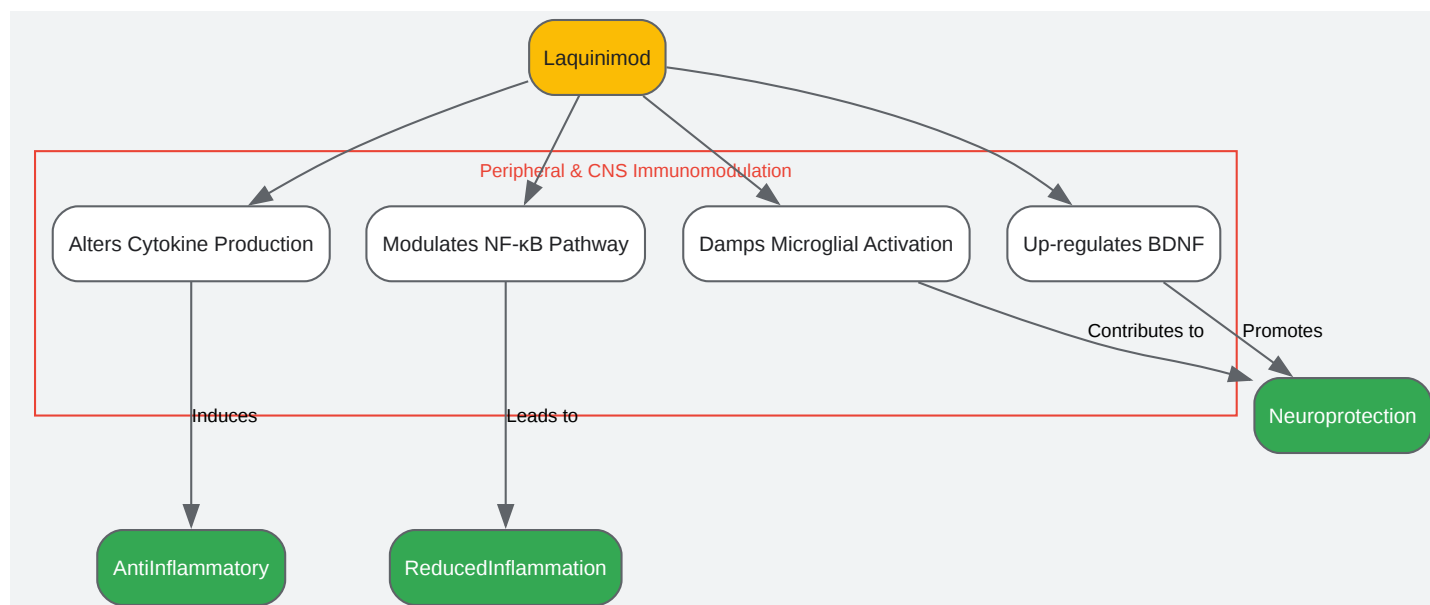 Laquinimod
Peripheral & CNS Immunomodulation
Alters Cytokine Production
Modulates NF-κB Pathway
Damps Microglial Activation
Up-regulates BDNF
Contributes to
Promotes
Induces
Leads to
Neuroprotection
AntiInflammatory
ReducedInflammation